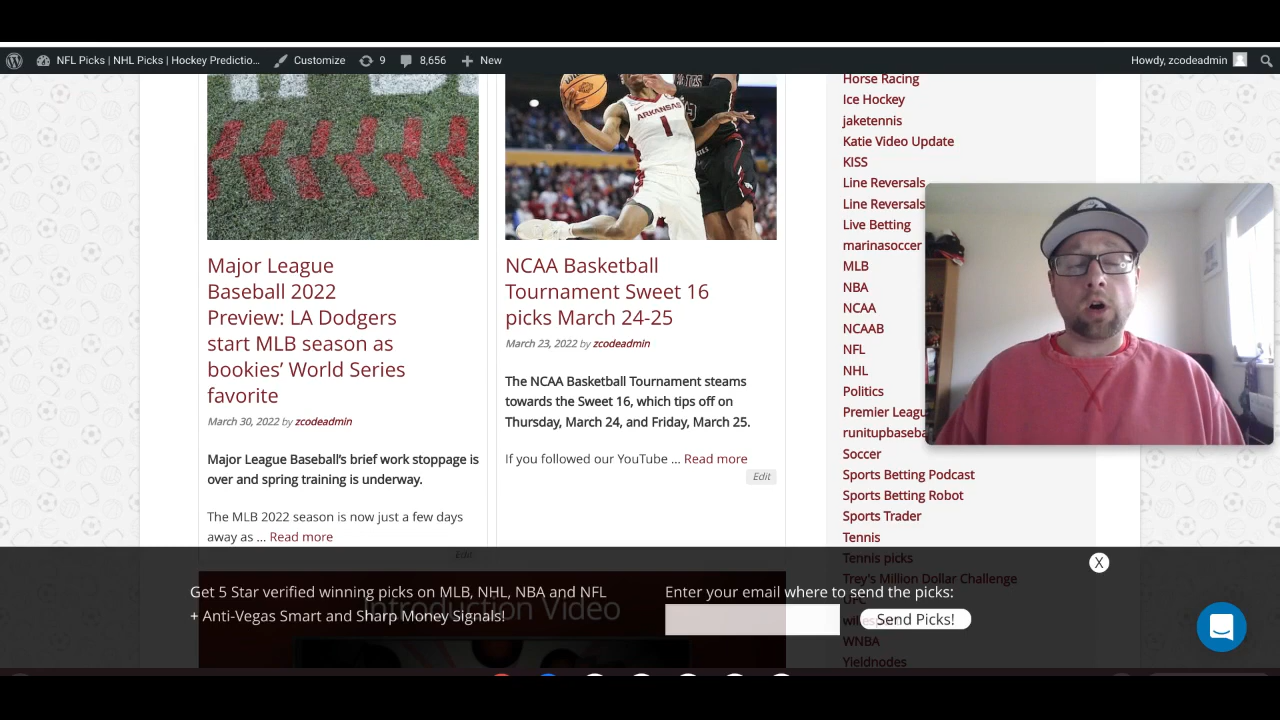 NFL Picks | NHL Picks | Hockey Predictio...
Customize
9
8,656
New
Howdy, zcodeadmin
ARKANSAS
1
Major League
Baseball 2022
Preview: LA Dodgers
start MLB season as
bookies’ World Series
favorite
March 30, 2022 by zcodeadmin
Major League Baseball’s brief work stoppage is
over and spring training is underway.
The MLB 2022 season is now just a few days
away as ... Read more
Edit
NCAA Basketball
Tournament Sweet 16
picks March 24-25
March 23, 2022 by zcodeadmin
The NCAA Basketball Tournament steams
towards the Sweet 16, which tips off on
Thursday, March 24, and Friday, March 25.
If you followed our YouTube ... Read more
Edit
Horse Racing
Ice Hockey
jaketennis
Katie Video Update
KISS
Line Reversals
Line Reversals
Live Betting
marinasoccer
MLB
NBA
NCAA
NCAAB
NFL
NHL
Politics
Premier Leagu
runitupbaseba
Soccer
Sports Betting Podcast
Sports Betting Robot
Sports Trader
Tennis
Tennis picks
Trey's Million Dollar Challenge
UFC
WNBA
Yieldnodes
Introduction Video
Get 5 Star verified winning picks on MLB, NHL, NBA and NFL
+ Anti-Vegas Smart and Sharp Money Signals!
Enter your email where to send the picks:
Send Picks!
X